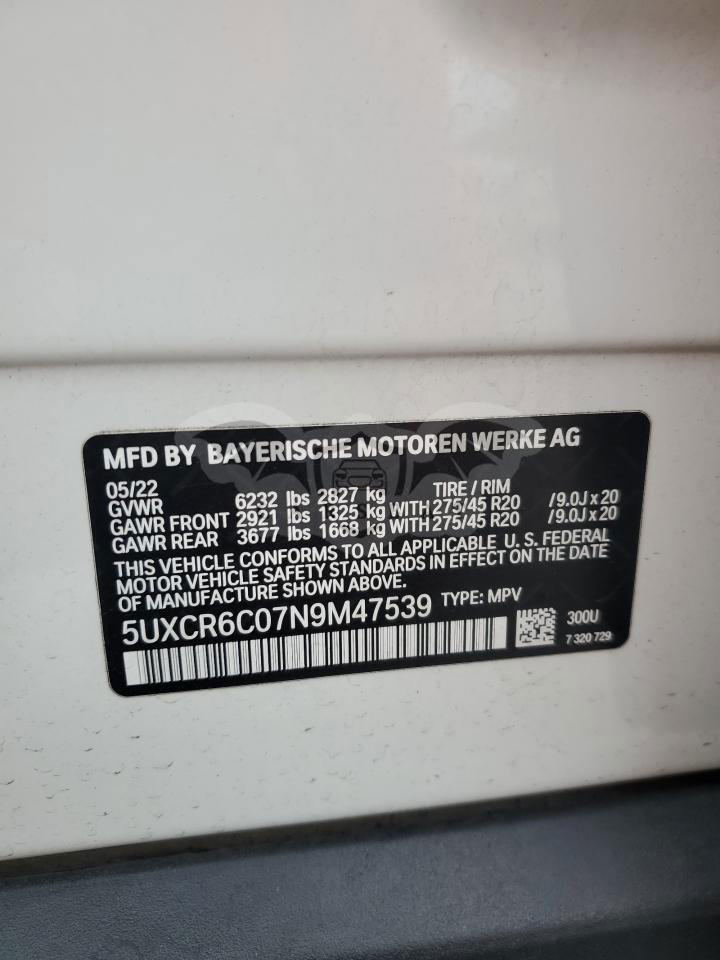 MFD BY BAYERISCHE MOTOREN WERKE AG
05/22 TIRE / RIM
GVWR 6232 lbs 2827 kg
GAWR FRONT 2921 lbs 1325 kg WITH 275/45 R20 /9.0J x 20
GAWR REAR 3677 lbs 1668 kg WITH 275/45 R20 /9.0J x 20
THIS VEHICLE CONFORMS TO ALL APPLICABLE U. S. FEDERAL
MOTOR VEHICLE SAFETY STANDARDS IN EFFECT ON THE DATE
OF MANUFACTURE SHOWN ABOVE.
5UXCR6C07N9M47539 TYPE: MPV
300U
7 320 729